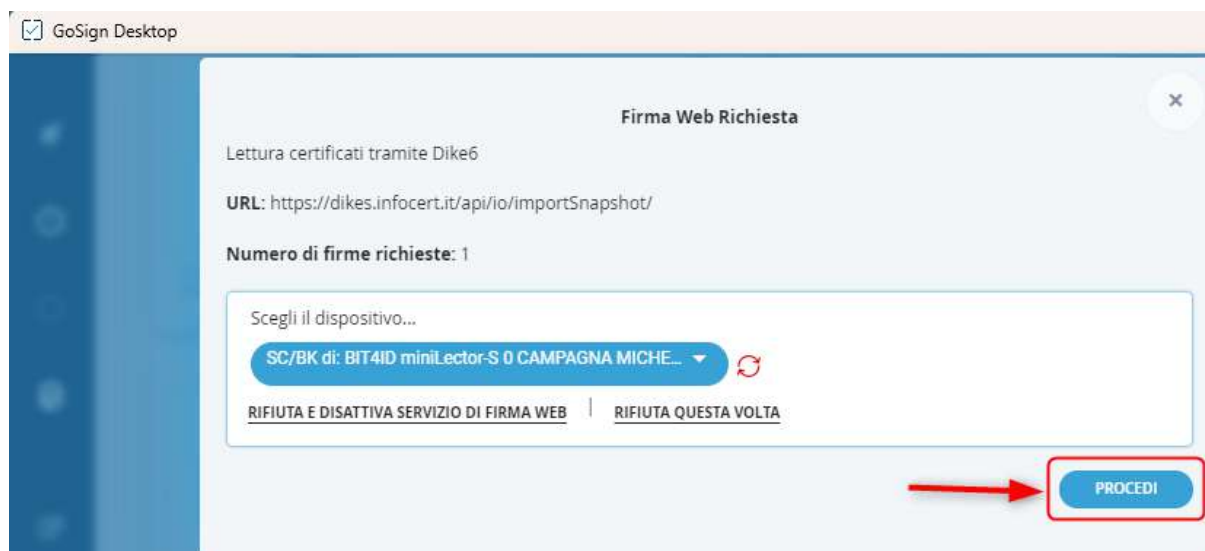 GoSign Desktop
Firma Web Richiesta
Lettura certificati tramite Dike6
URL: https://dikes.infocert.it/api/io/importSnapshot/
Numero di firme richieste: 1
Scegli il dispositivo...
SC/BK di: BIT4ID miniLector-S 0 CAMPAGNA MICHE...
RIFIUTA E DISATTIVA SERVIZIO DI FIRMA WEB | RIFIUTA QUESTA VOLTA
PROCEDI